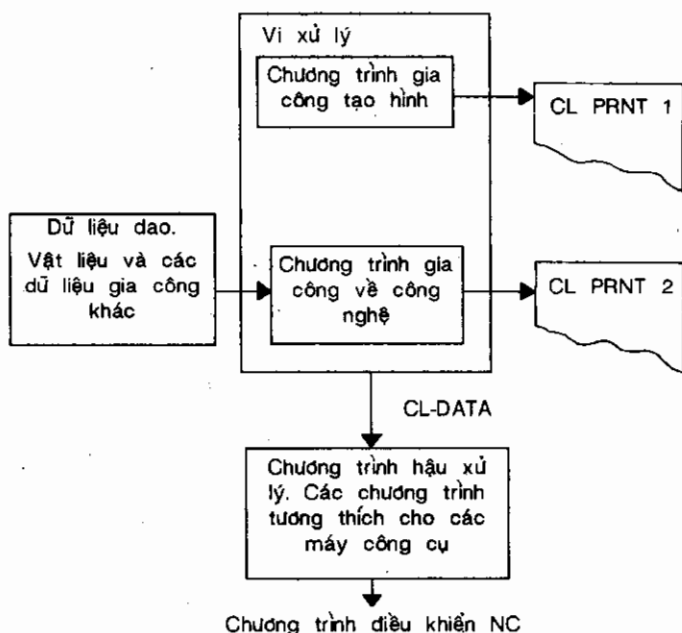 Vi xử lý
Chương trình gia
công tạo hình
CL PRNT 1
Dữ liệu dao.
Vật liệu và các
dữ liệu gia công
khác
Chương trình gia
công về công
nghệ
CL PRNT 2
CL-DATA
Chương trình hậu xử
lý. Các chương trình
tương thích cho các
máy công cụ
Chương trình điều khiển NC